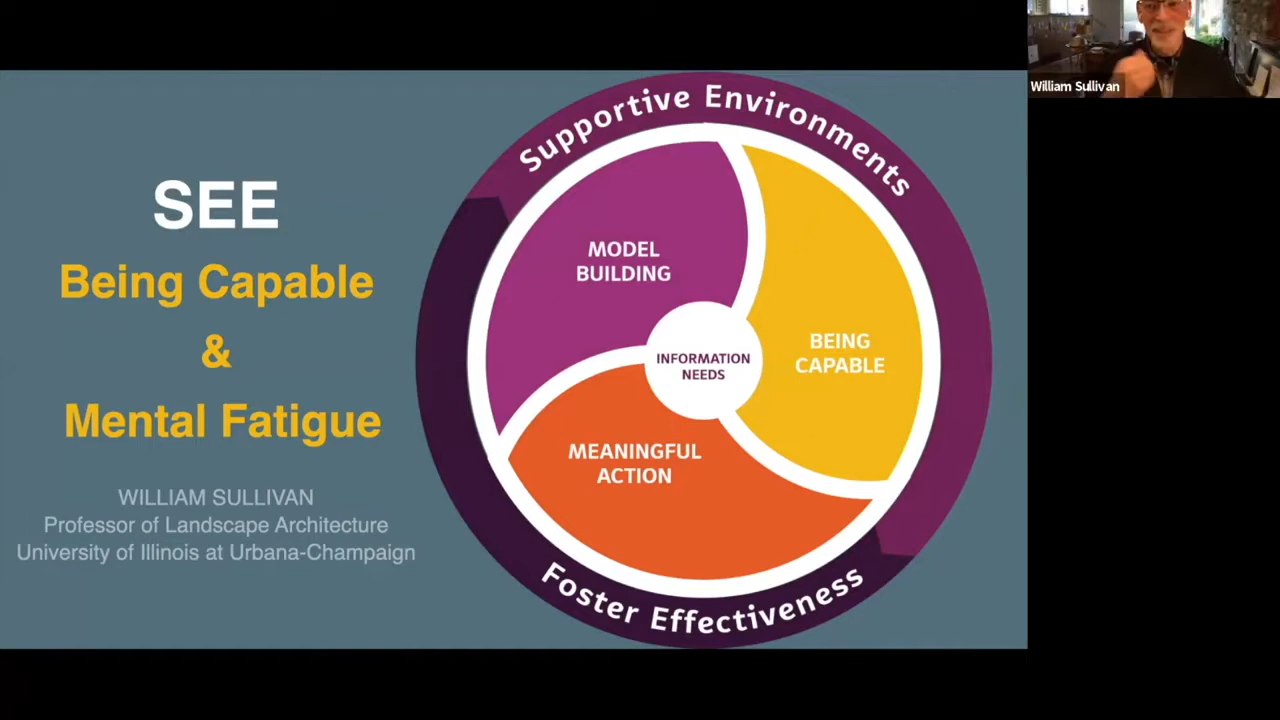 SEE
Being Capable
&
Mental Fatigue
WILLIAM SULLIVAN
Professor of Landscape Architecture
University of Illinois at Urbana-Champaign
Supportive Environments
MODEL
BUILDING
BEING
CAPABLE
INFORMATION
NEEDS
MEANINGFUL
ACTION
Foster Effectiveness
William Sullivan